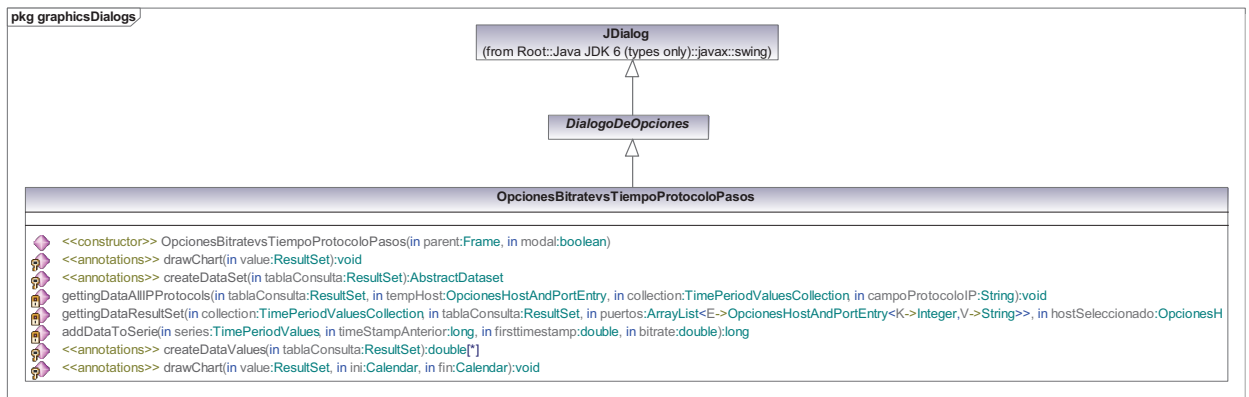 pkg graphicsDialogs
JDialog
(from Root::Java JDK 6 (types only)::javax::swing)
DialogoDeOpciones
OpcionesBitratevsTiempoProtocoloPasos
<<constructor>> OpcionesBitratevsTiempoProtocoloPasos(in parent:Frame, in modal:boolean)
<<annotations>> drawChart(in value:ResultSet):void
<<annotations>> createDataSet(in tablaConsulta:ResultSet):AbstractDataset
gettingDataAllIPProtocols(in tablaConsulta:ResultSet, in tempHost:OpcionesHostAndPortEntry, in collection:TimePeriodValuesCollection, in campoProtocoloIP:String):void
gettingDataResultSet(in collection:TimePeriodValuesCollection, in tablaConsulta:ResultSet, in puertos:ArrayList<E->OpcionesHostAndPortEntry<K->Integer,V->String>>, in hostSeleccionado:OpcionesH
addDataToSerie(in series:TimePeriodValues, in timeStampAnterior:long, in firsttimestamp:double, in bitrate:double):long
<<annotations>> createDataValues(in tablaConsulta:ResultSet):double[*]
<<annotations>> drawChart(in value:ResultSet, in ini:Calendar, in fin:Calendar):void